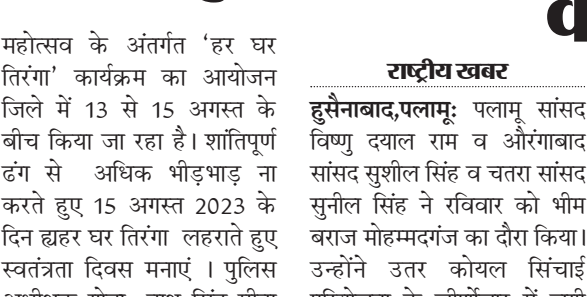 महोत्सव के अंतर्गत ‘हर घर
तिरंगा’ कार्यक्रम का आयोजन
जिले में 13 से 15 अगस्त के
बीच किया जा रहा है। शांतिपूर्ण
ढंग से अधिक भीड़भाड़ ना
करते हुए 15 अगस्त 2023 के
दिन ह्यहर घर तिरंगा लहराते हुए
स्वतंत्रता दिवस मनाएं । पुलिस
राष्ट्रीय खबर
हुसैनाबाद,पलामू: पलामू सांसद
विष्णु दयाल राम व औरंगाबाद
सांसद सुशील सिंह व चतरा सांसद
सुनील सिंह ने रविवार को भीम
बराज मोहम्मदगंज का दौरा किया।
उन्होंने उतर कोयल सिंचाई